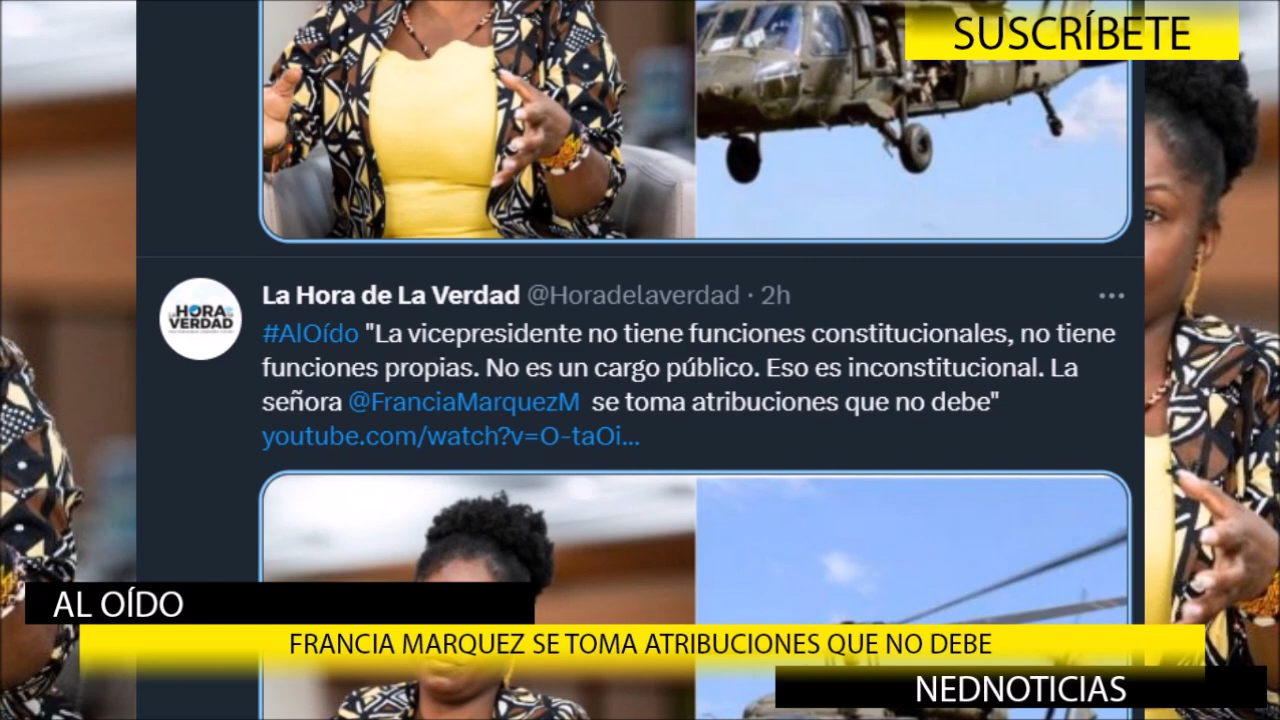 SUSCRÍBETE
La Hora de La Verdad @Horadelaverdad · 2h
HORA
VERDAD
#AlOído "La vicepresidente no tiene funciones constitucionales, no tiene
funciones propias. No es un cargo público. Eso es inconstitucional. La
señora @FranciaMarquezM se toma atribuciones que no debe"
youtube.com/watch?v=O-taOi...
AL OÍDO
FRANCIA MARQUEZ SE TOMA ATRIBUCIONES QUE NO DEBE
NEDNOTICIAS